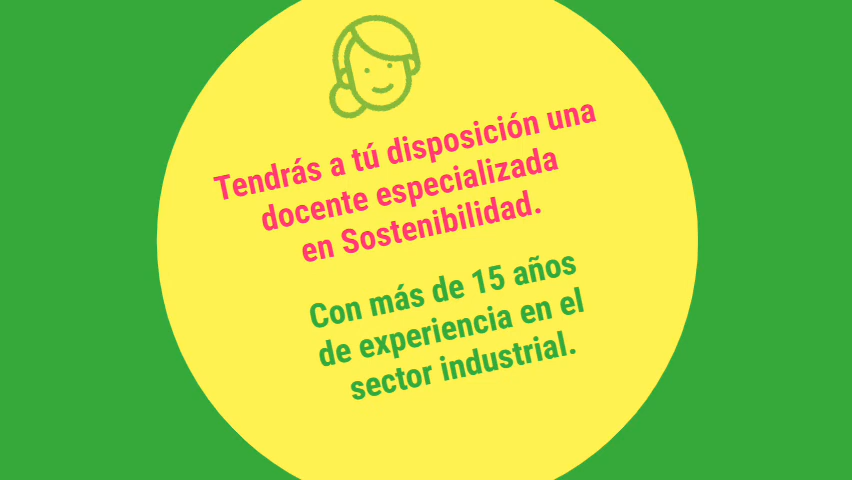 Tendrás a tú disposición una
docente especializada
en Sostenibilidad.
Con más de 15 años
de experiencia en el
sector industrial.